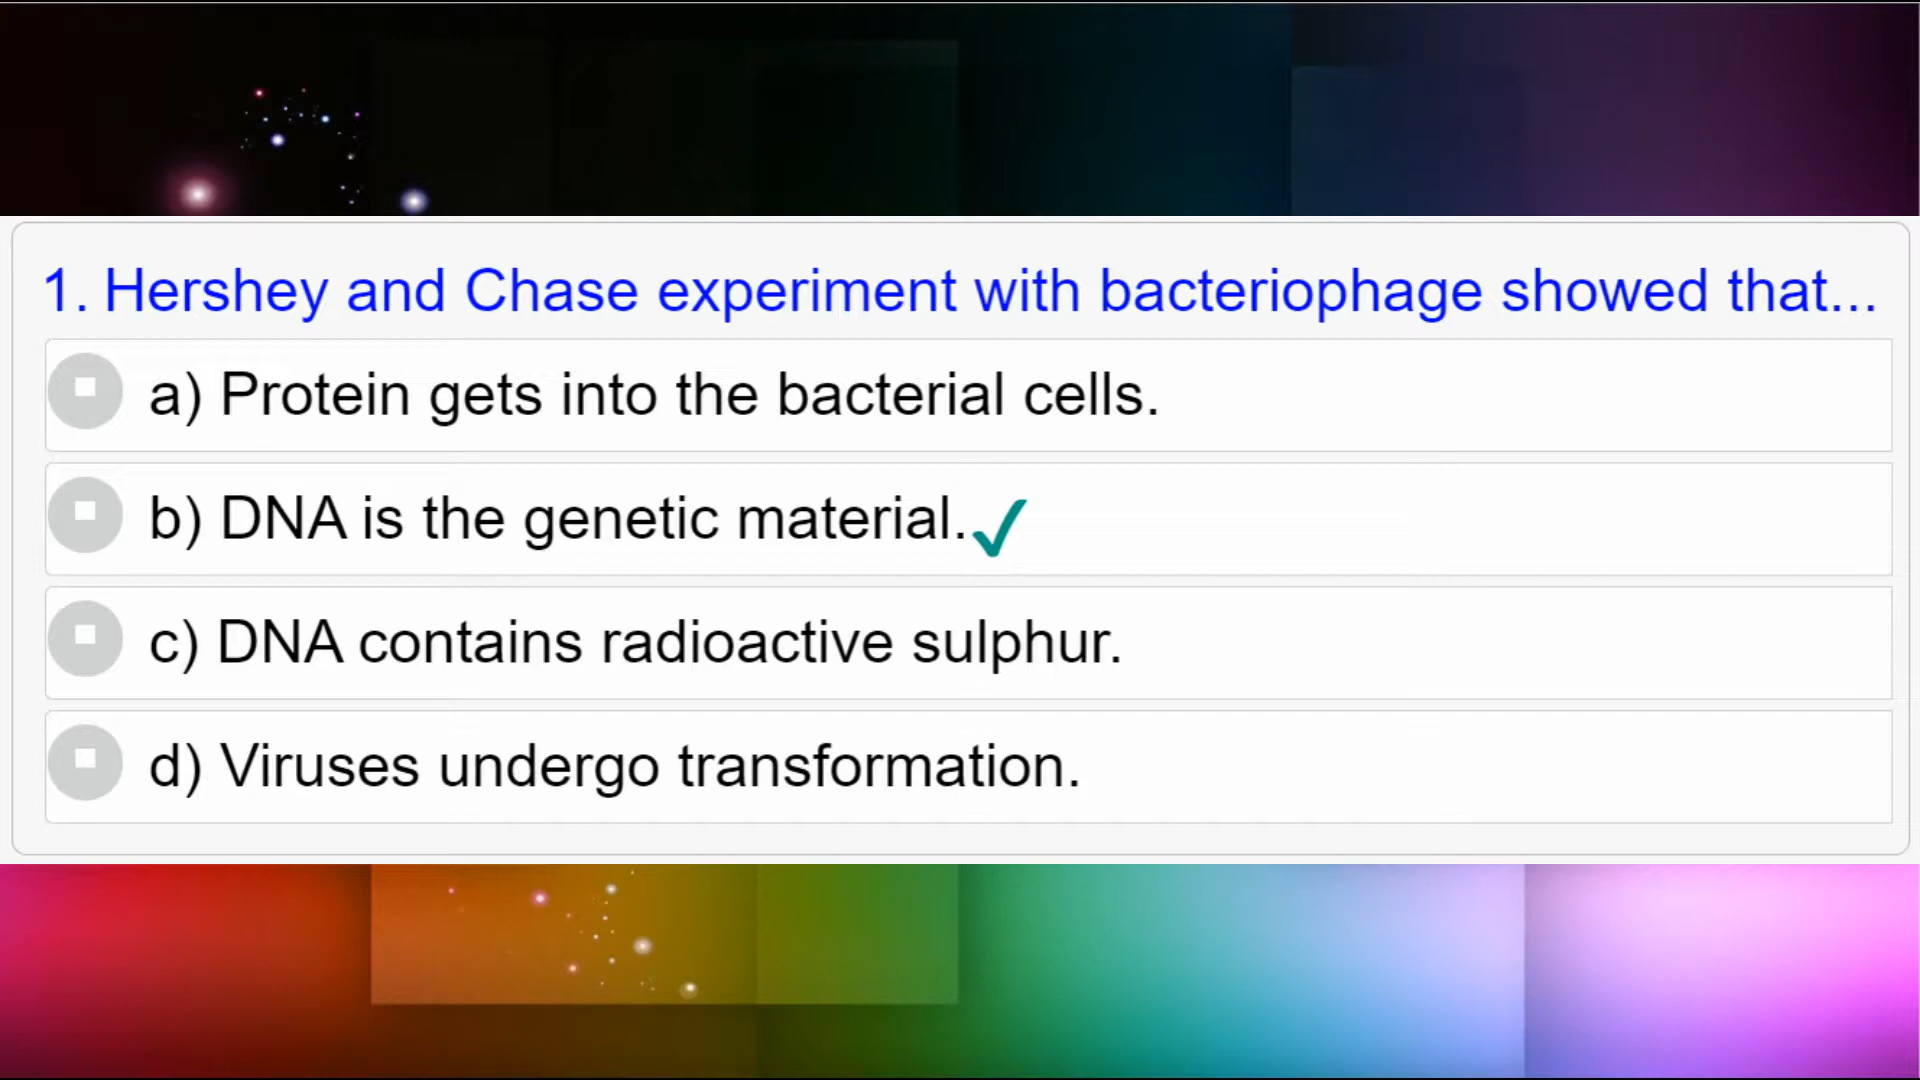 1. Hershey and Chase experiment with bacteriophage showed that...
a) Protein gets into the bacterial cells.
b) DNA is the genetic material.✓
c) DNA contains radioactive sulphur.
d) Viruses undergo transformation.